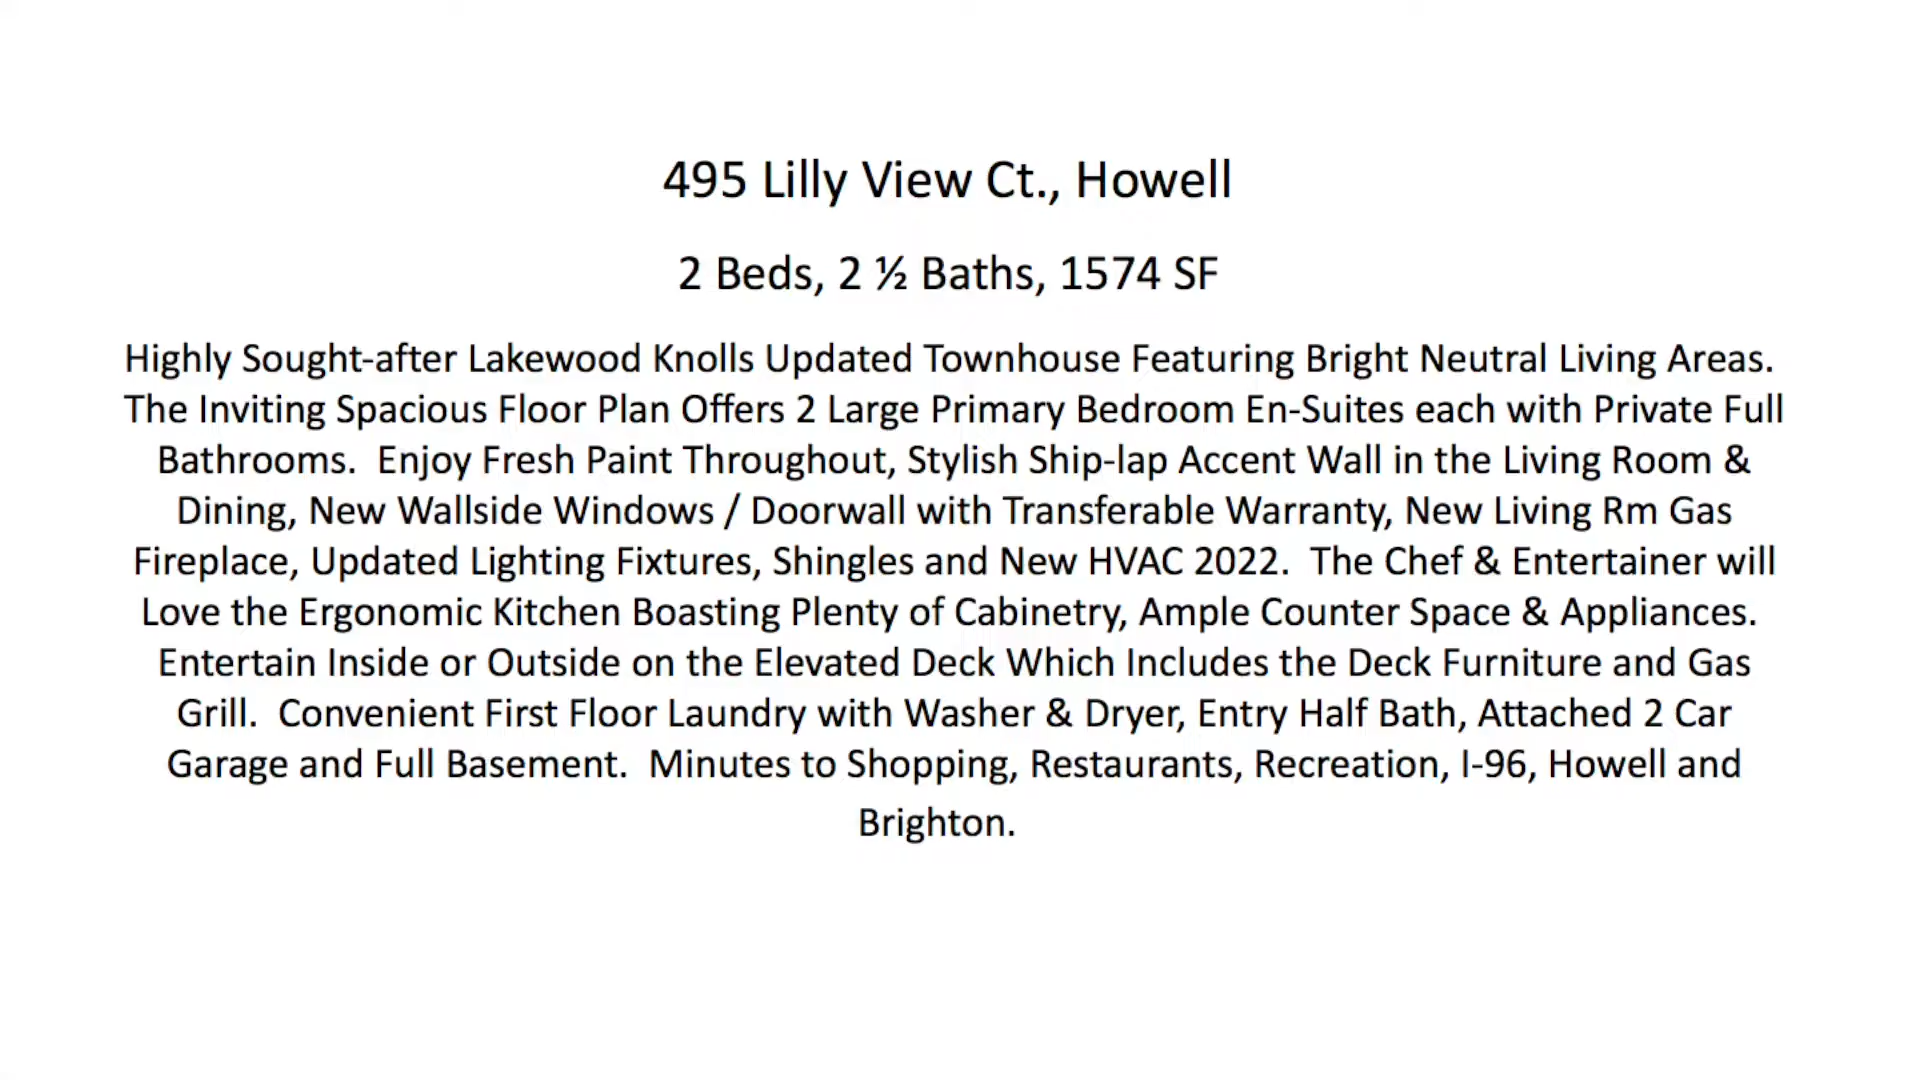 495 Lilly View Ct., Howell
2 Beds, 2 ½ Baths, 1574 SF
Highly Sought-after Lakewood Knolls Updated Townhouse Featuring Bright Neutral Living Areas.
The Inviting Spacious Floor Plan Offers 2 Large Primary Bedroom En-Suites each with Private Full
Bathrooms.  Enjoy Fresh Paint Throughout, Stylish Ship-lap Accent Wall in the Living Room &
Dining, New Wallside Windows / Doorwall with Transferable Warranty, New Living Rm Gas
Fireplace, Updated Lighting Fixtures, Shingles and New HVAC 2022.  The Chef & Entertainer will
Love the Ergonomic Kitchen Boasting Plenty of Cabinetry, Ample Counter Space & Appliances.
Entertain Inside or Outside on the Elevated Deck Which Includes the Deck Furniture and Gas
Grill.  Convenient First Floor Laundry with Washer & Dryer, Entry Half Bath, Attached 2 Car
Garage and Full Basement.  Minutes to Shopping, Restaurants, Recreation, I-96, Howell and
Brighton.